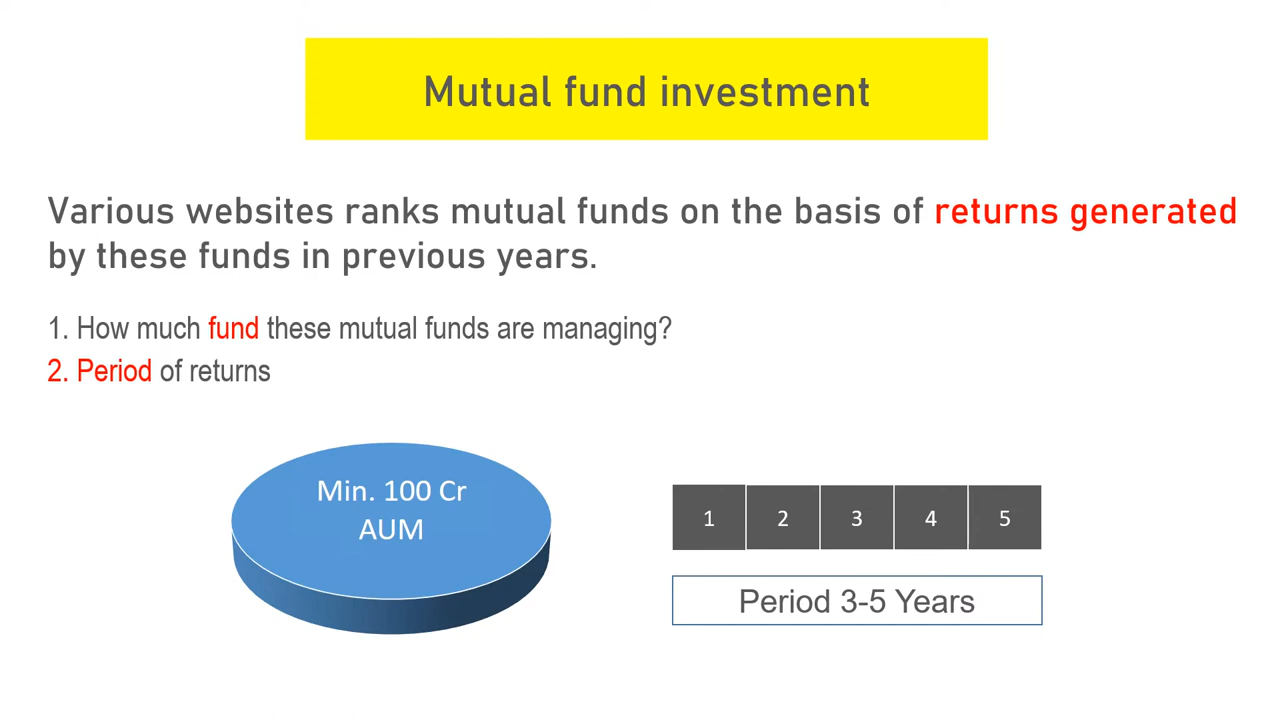 Mutual fund investment
Various websites ranks mutual funds on the basis of returns generated
by these funds in previous years.
1. How much fund these mutual funds are managing?
2. Period of returns
Min. 100 Cr
AUM
1 2 3 4 5
Period 3-5 Years